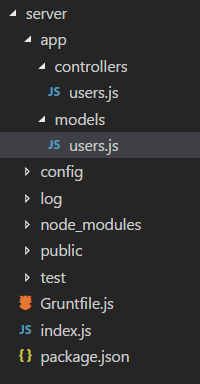 server
app
controllers
JS users.js
models
JS users.js
config
log
node_modules
public
test
Gruntfile.js
JS index.js
{ } package.json